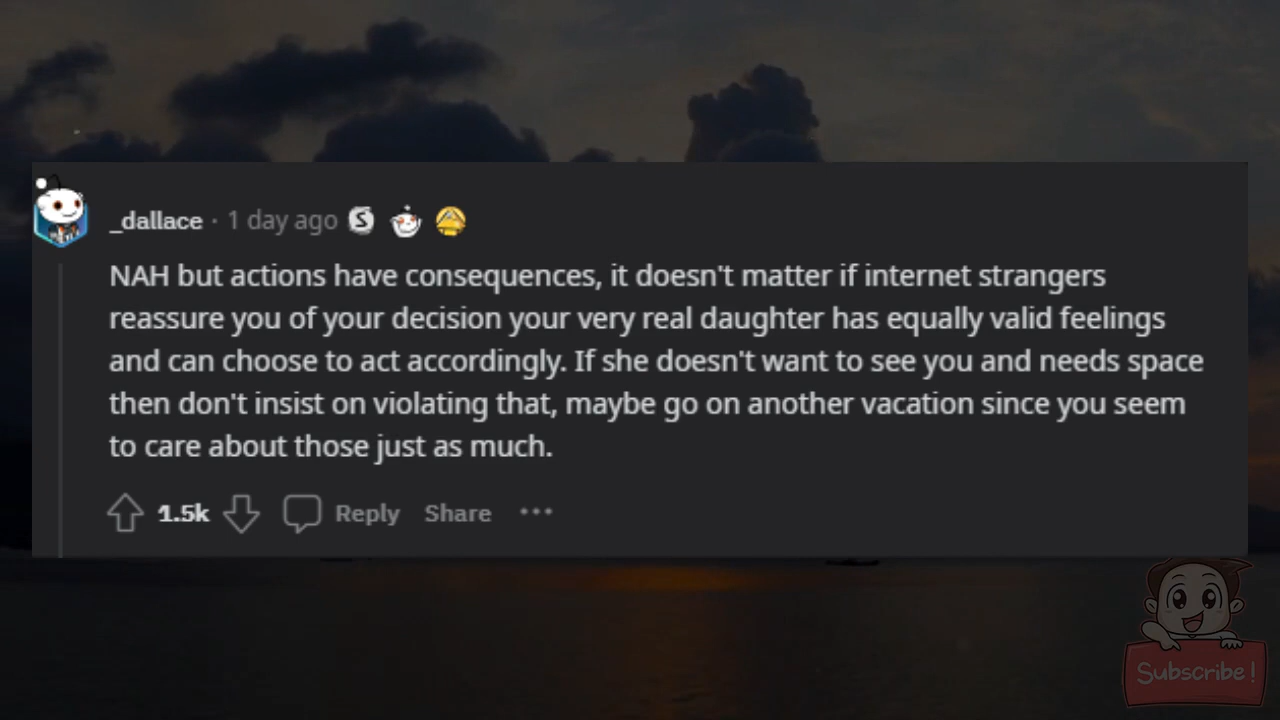 _dallace · 1 day ago
NAH but actions have consequences, it doesn't matter if internet strangers
reassure you of your decision your very real daughter has equally valid feelings
and can choose to act accordingly. If she doesn't want to see you and needs space
then don't insist on violating that, maybe go on another vacation since you seem
to care about those just as much.
1.5k Reply Share ···
Subscribe!